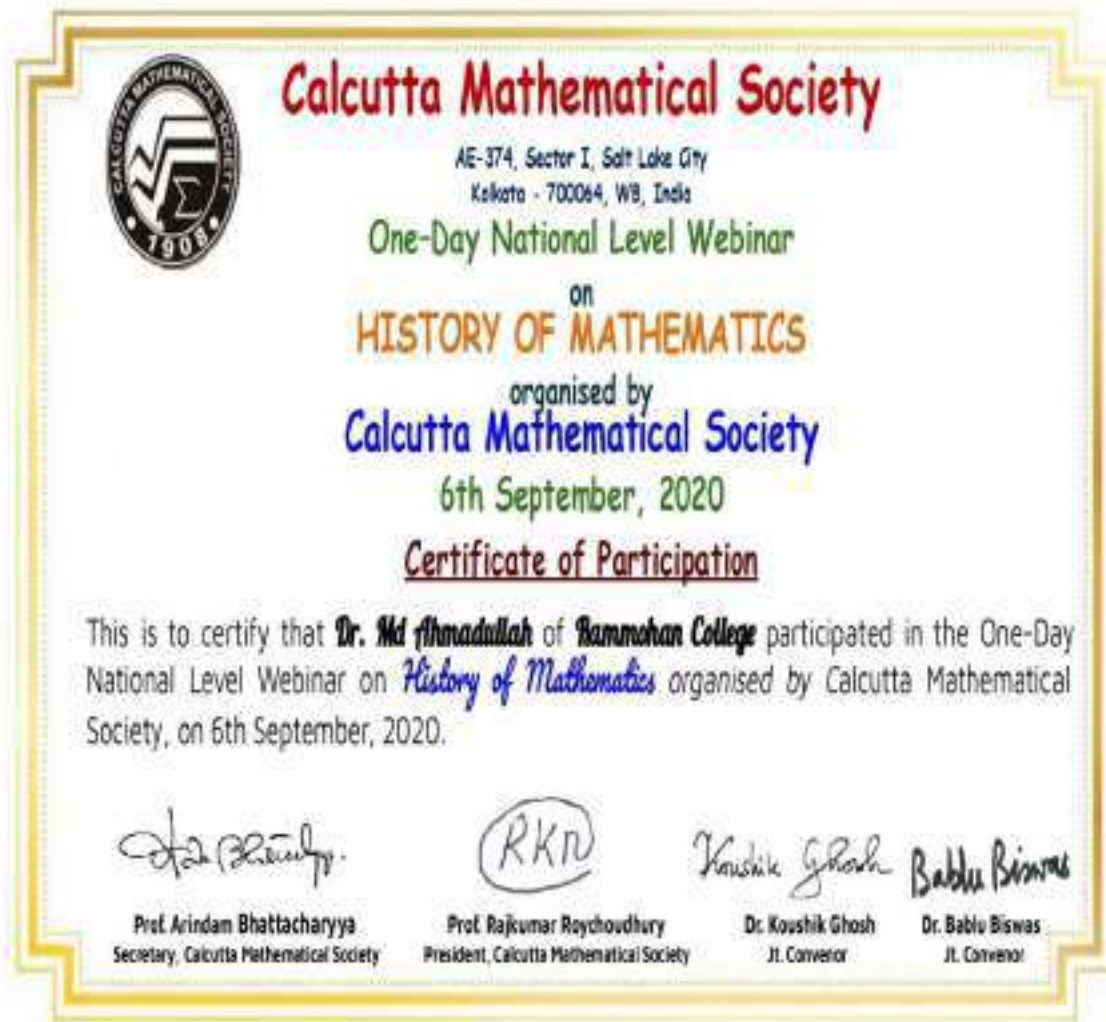 CALCUTTA MATHEMATICAL SOCIETY
1908
Calcutta Mathematical Society
AE-374, Sector I, Salt Lake City
Kolkata - 700064, WB, India
One-Day National Level Webinar
on
HISTORY OF MATHEMATICS
organised by
Calcutta Mathematical Society
6th September, 2020
Certificate of Participation
This is to certify that Dr. Md Ahmadullah of Rammohan College participated in the One-Day
National Level Webinar on History of Mathematics organised by Calcutta Mathematical
Society, on 6th September, 2020.
RKR Koushik Ghosh Bablu Biswas
Prof. Arindam Bhattacharyya Prof. Rajkumar Roychoudhury Dr. Koushik Ghosh Dr. Bablu Biswas
Secretary, Calcutta Mathematical Society President, Calcutta Mathematical Society Jt. Convenor Jt. Convenor